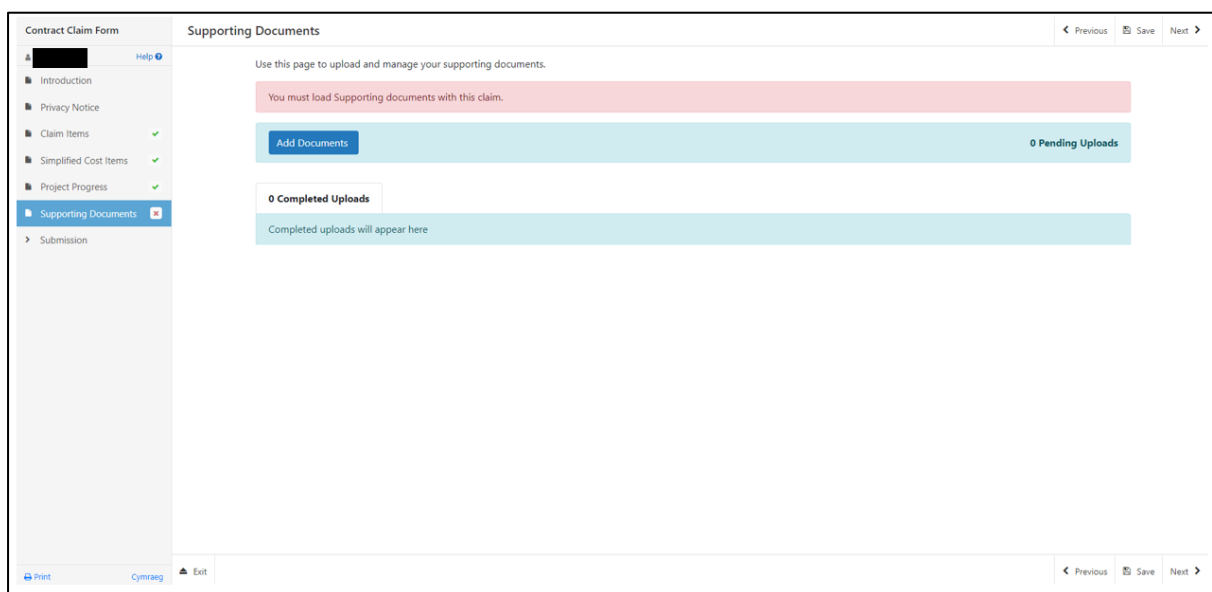 Contract Claim Form
Help
Introduction
Privacy Notice
Claim Items
Simplified Cost Items
Project Progress
Supporting Documents
Submission
Print Cymraeg
Supporting Documents
Previous Save Next
Use this page to upload and manage your supporting documents.
You must load Supporting documents with this claim.
Add Documents 0 Pending Uploads
0 Completed Uploads
Completed uploads will appear here
Exit Previous Save Next